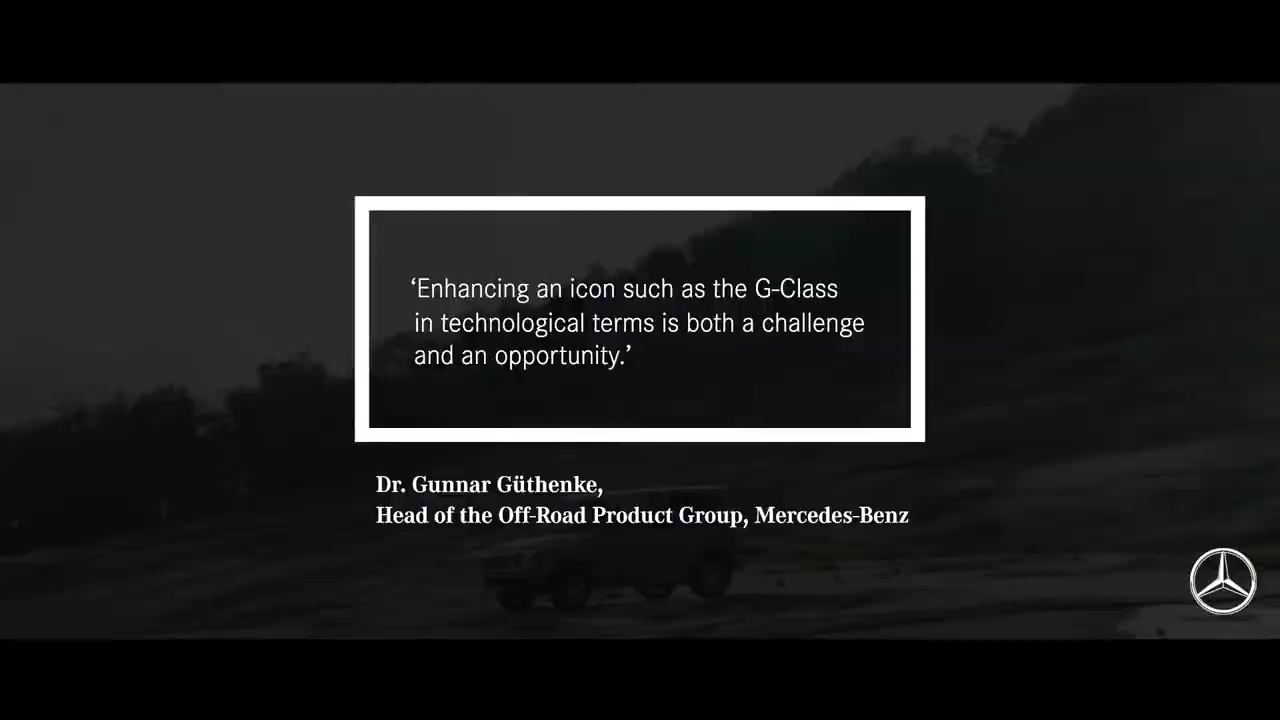 ‘Enhancing an icon such as the G-Class
in technological terms is both a challenge
and an opportunity.’
Dr. Gunnar Güthenke,
Head of the Off-Road Product Group, Mercedes-Benz